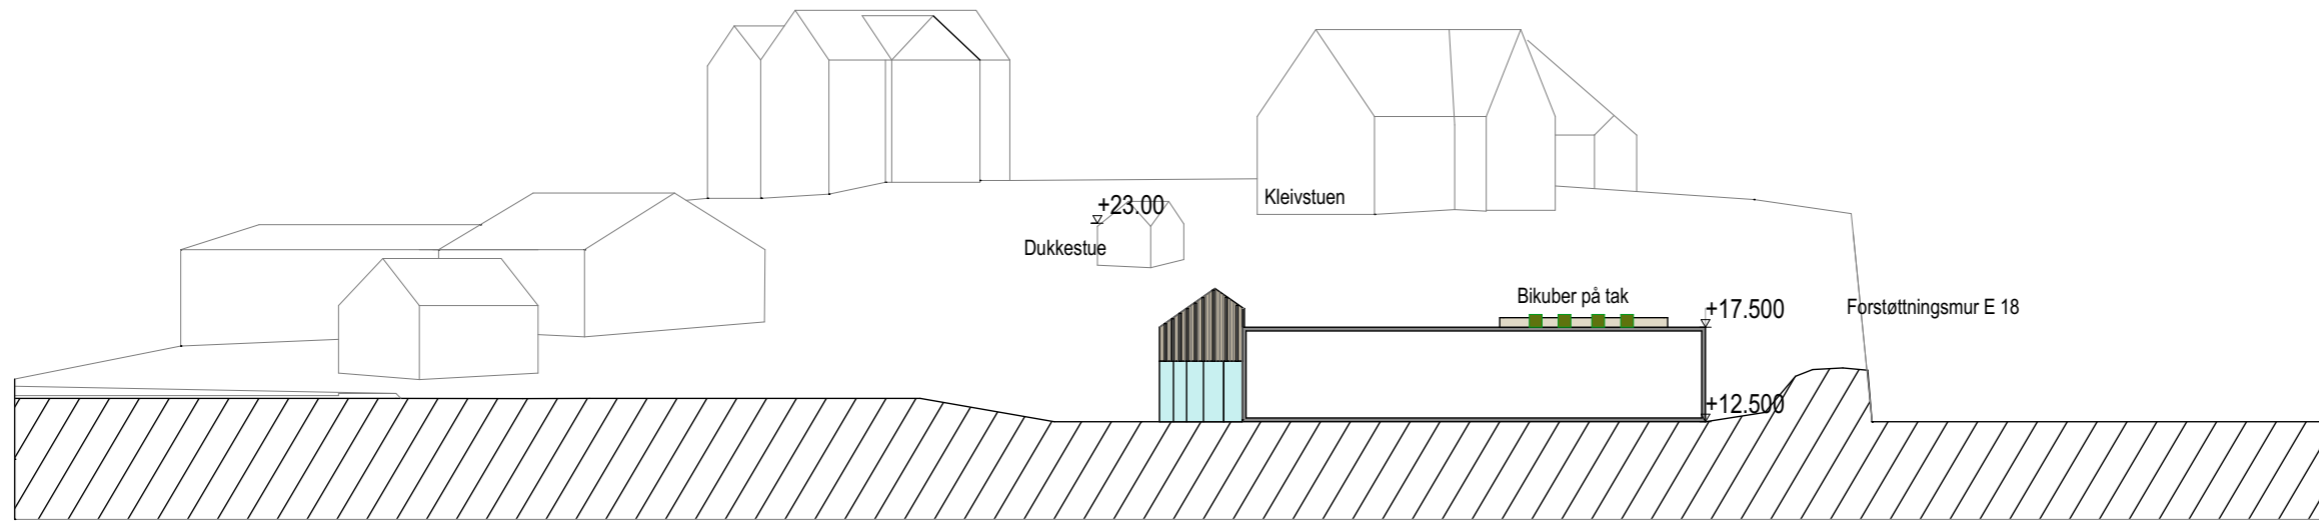 Kleivstuen
+23.00
Dukkestue
Bikuber på tak
+17.500
Forstøttningsmur E 18
+12.500